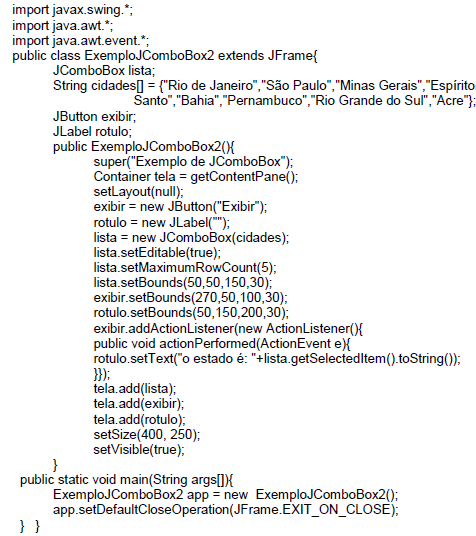 import javax.swing.*;
import java.awt.*;
import java.awt.event.*;
public class ExemploJComboBox2 extends JFrame{
JComboBox lista;
String cidades[] = {"Rio de Janeiro","São Paulo","Minas Gerais","Espírito
Santo","Bahia","Pernambuco","Rio Grande do Sul","Acre"};
JButton exibir;
JLabel rotulo;
public ExemploJComboBox2(){
super("Exemplo de JComboBox");
Container tela = getContentPane();
setLayout(null);
exibir = new JButton("Exibir");
rotulo = new JLabel("");
lista = new JComboBox(cidades);
lista.setEditable(true);
lista.setMaximumRowCount(5);
lista.setBounds(50,50,150,30);
exibir.setBounds(270,50,100,30);
rotulo.setBounds(50,150,200,30);
exibir.addActionListener(new ActionListener(){
public void actionPerformed(ActionEvent e){
rotulo.setText("o estado é: "+lista.getSelectedItem().toString());
}});
tela.add(lista);
tela.add(exibir);
tela.add(rotulo);
setSize(400, 250);
setVisible(true);
}
public static void main(String args[]){
ExemploJComboBox2 app = new ExemploJComboBox2();
app.setDefaultCloseOperation(JFrame.EXIT_ON_CLOSE);
} }